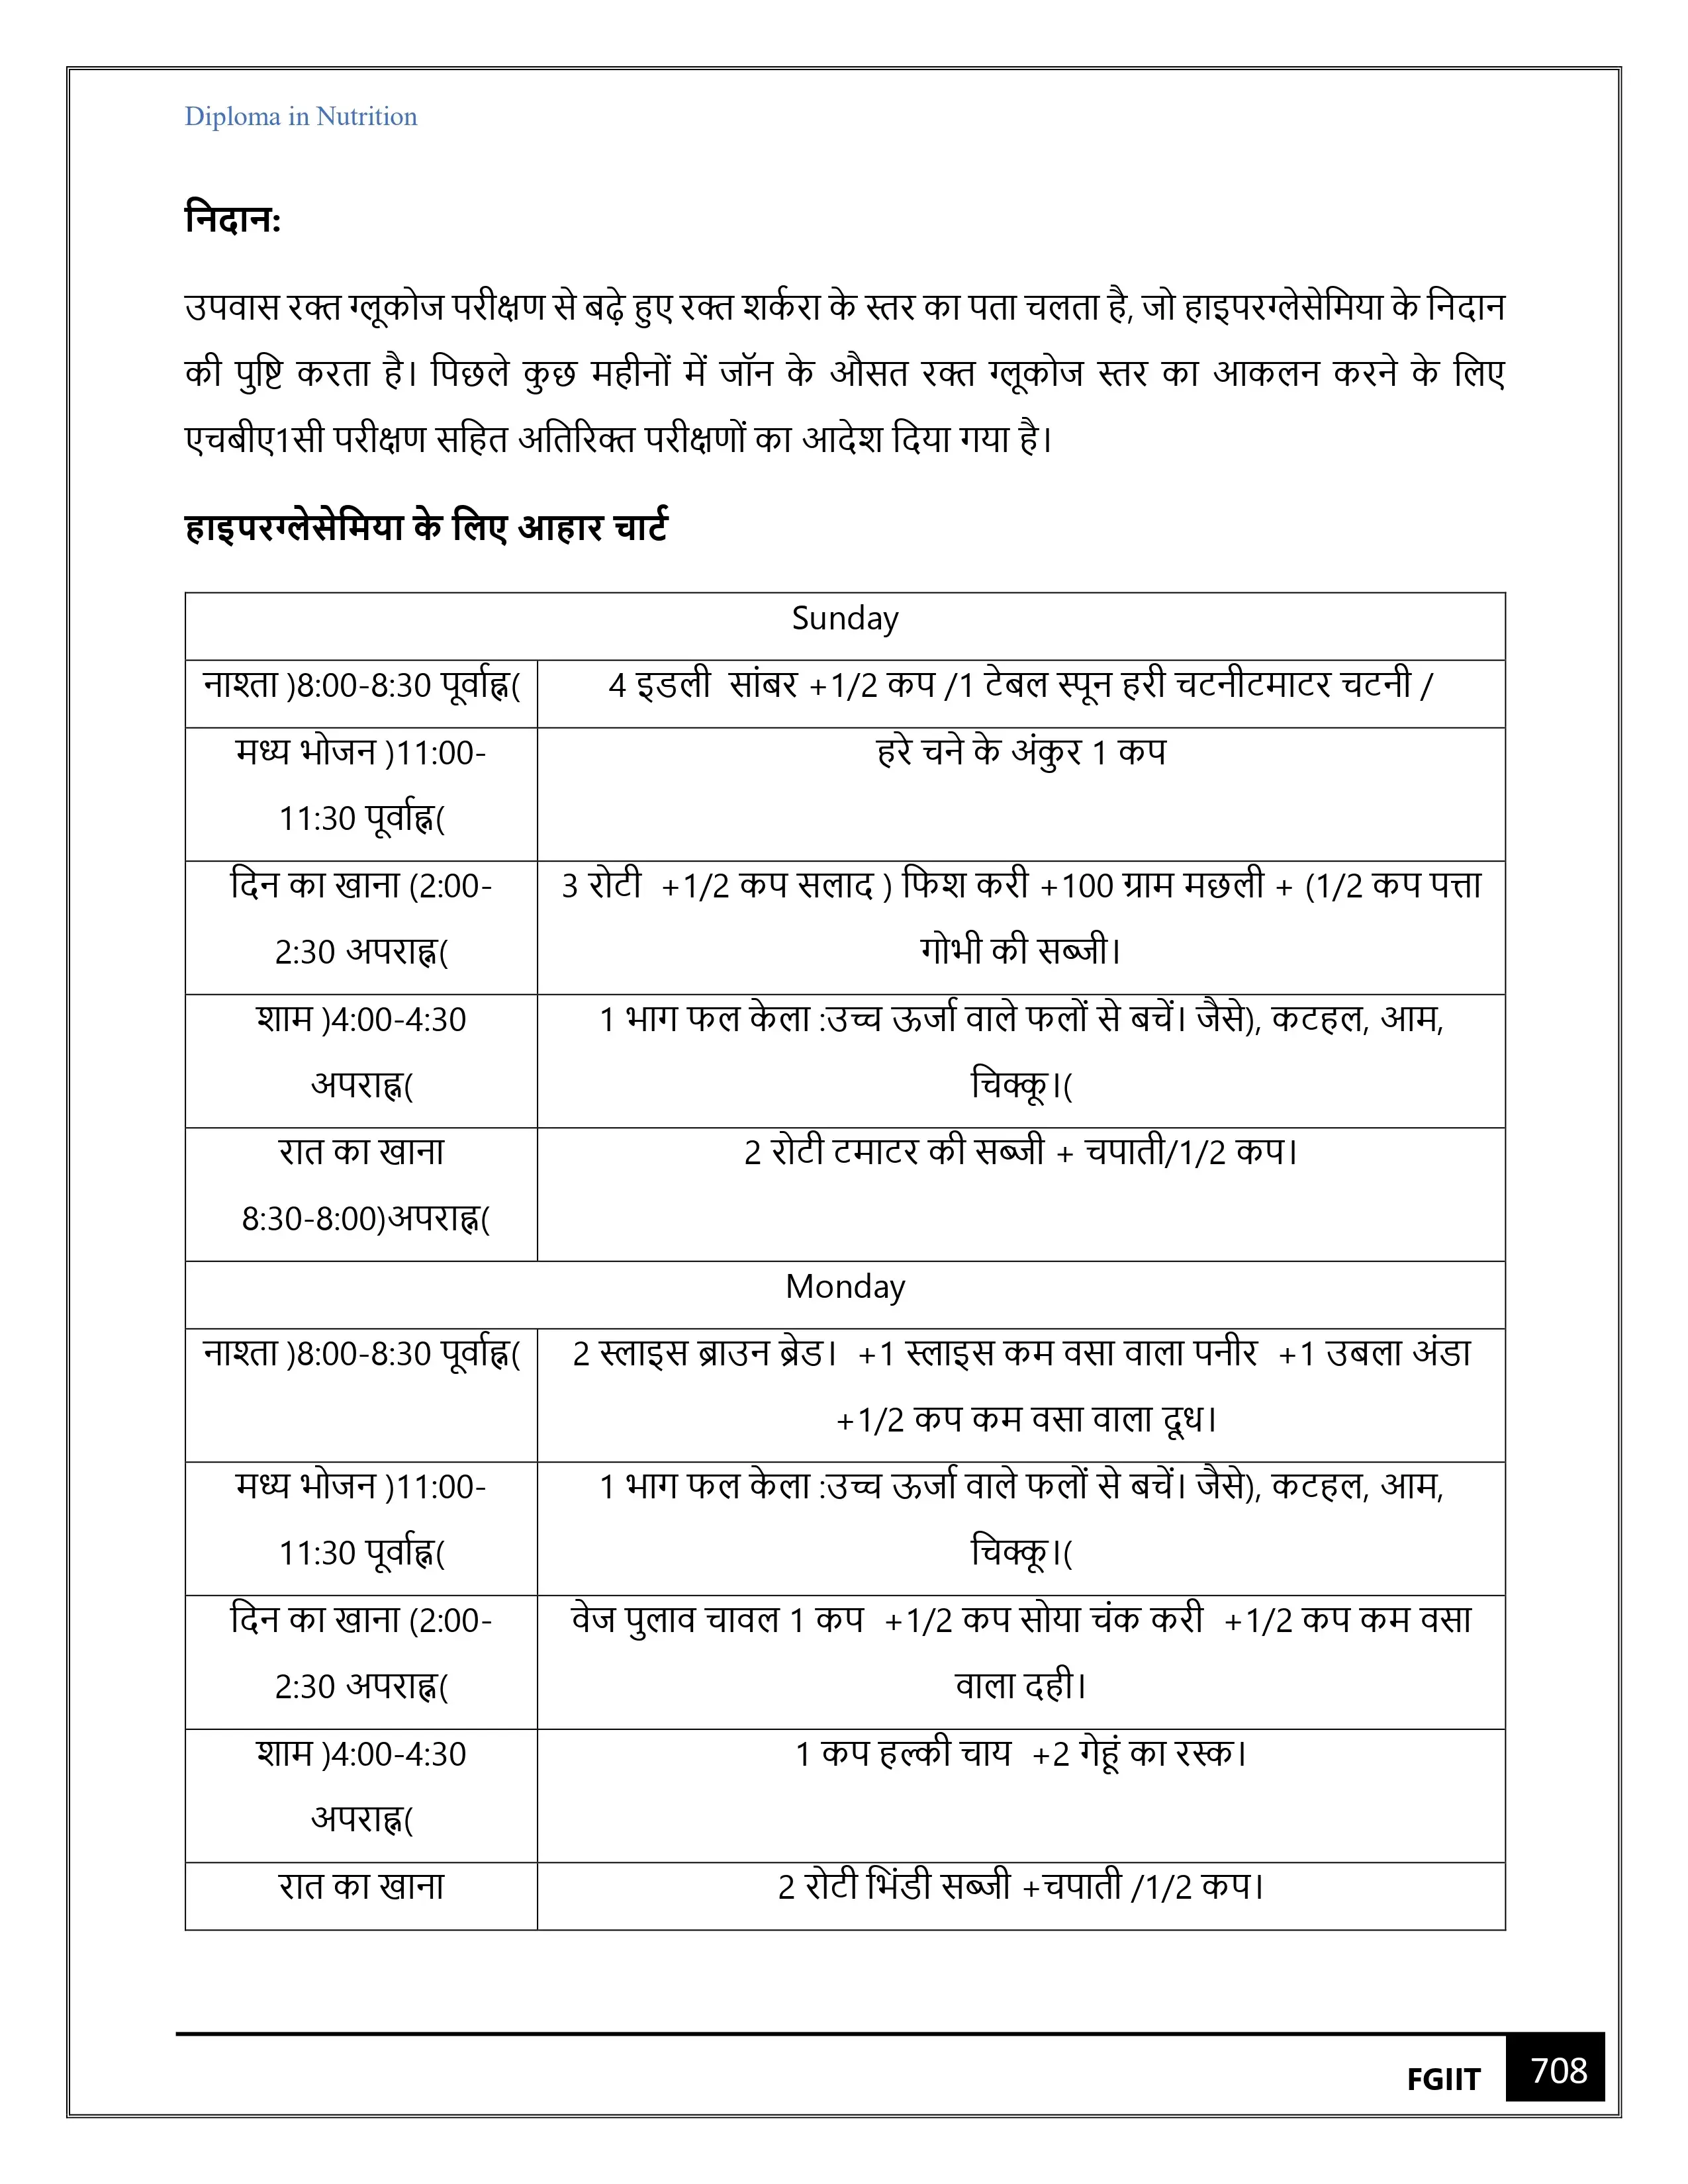 Diploma in Nutrition
निदानः
उपवास रक्त ग्लूकोज परीक्षण से बढ़े हुए रक्त शर्करा के स्तर का पता चलता है, जो हाइपरग्लेसेमिया के निदान
की पुष्टि करता है। पिछले कुछ महीनों में जॉन के औसत रक्त ग्लूकोज स्तर का आकलन करने के लिए
एचबीए1सी परीक्षण सहित अतिरिक्त परीक्षणों का आदेश दिया गया है।
हाइपरग्लेसेमिया के लिए आहार चार्ट
Sunday
नाश्ता )8:00-8:30 पूर्वाह्न(
4 इडली  सांबर +1/2 कप /1 टेबल स्पून हरी चटनीटमाटर चटनी /
मध्य भोजन )11:00-
11:30 पूर्वाह्न(
हरे चने के अंकुर 1 कप
दिन का खाना (2:00-
2:30 अपराह्न(
3 रोटी  +1/2 कप सलाद ) फिश करी +100 ग्राम मछली + (1/2 कप पत्ता
गोभी की सब्जी।
शाम )4:00-4:30
अपराह्न(
1 भाग फल केला :उच्च ऊर्जा वाले फलों से बचें। जैसे), कटहल, आम,
चिक्कू।(
रात का खाना
8:30-8:00)अपराह्न(
2 रोटी टमाटर की सब्जी + चपाती/1/2 कप।
Monday
नाश्ता )8:00-8:30 पूर्वाह्न(
2 स्लाइस ब्राउन ब्रेड।  +1 स्लाइस कम वसा वाला पनीर  +1 उबला अंडा
+1/2 कप कम वसा वाला दूध।
मध्य भोजन )11:00-
11:30 पूर्वाह्न(
1 भाग फल केला :उच्च ऊर्जा वाले फलों से बचें। जैसे), कटहल, आम,
चिक्कू।(
दिन का खाना (2:00-
2:30 अपराह्न(
वेज पुलाव चावल 1 कप  +1/2 कप सोया चंक करी  +1/2 कप कम वसा
वाला दही।
शाम )4:00-4:30
अपराह्न(
1 कप हल्की चाय  +2 गेहूं का रस्क।
रात का खाना
2 रोटी भिंडी सब्जी +चपाती /1/2 कप।
FGIIT 708